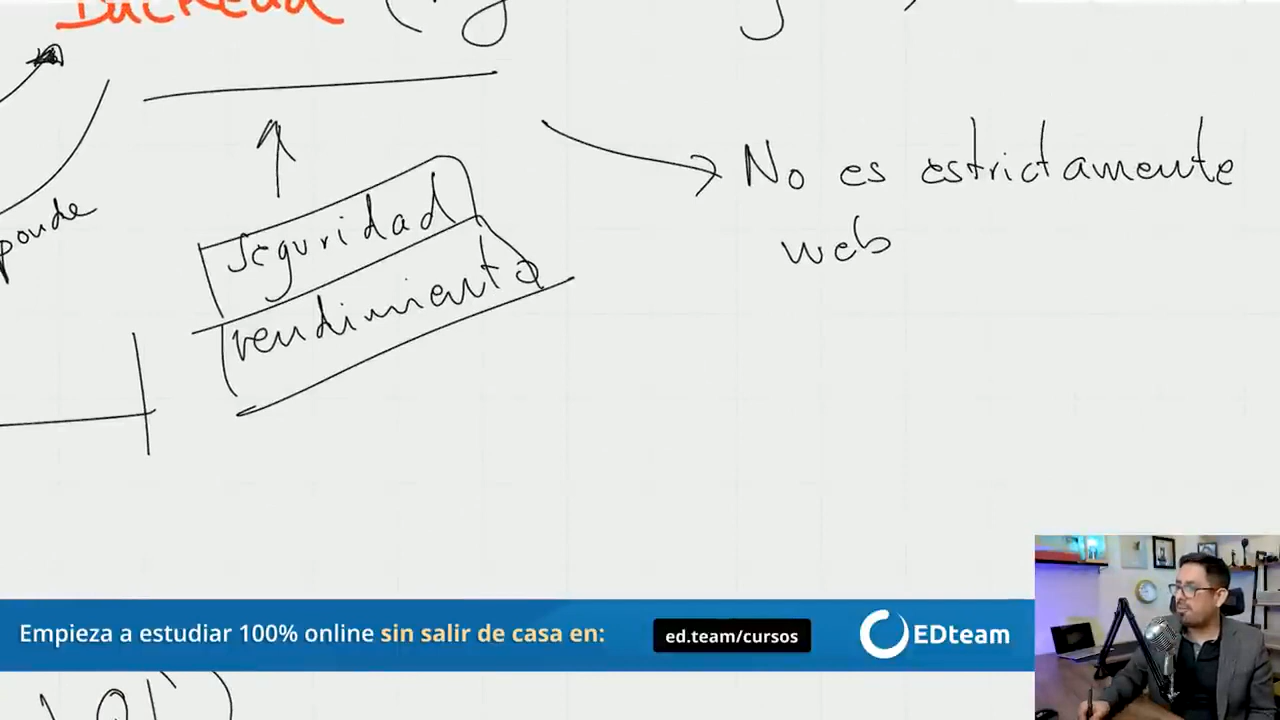 Backend (
No es estrictamente
web
seguridad
rendimiento
Empieza a estudiar 100% online sin salir de casa en:
ed.team/cursos
EDteam